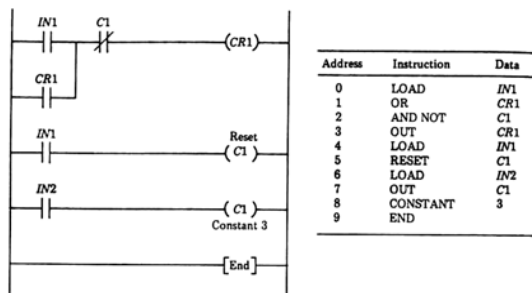 IN1 C1
(CR1)
CR1
IN1 Reset
(C1)
IN2 (C1)
Constant 3
[End]
Address Instruction Data
0 LOAD IN1
1 OR CR1
2 AND NOT C1
3 OUT CR1
4 LOAD IN1
5 RESET C1
6 LOAD IN2
7 OUT C1
8 CONSTANT 3
9 END